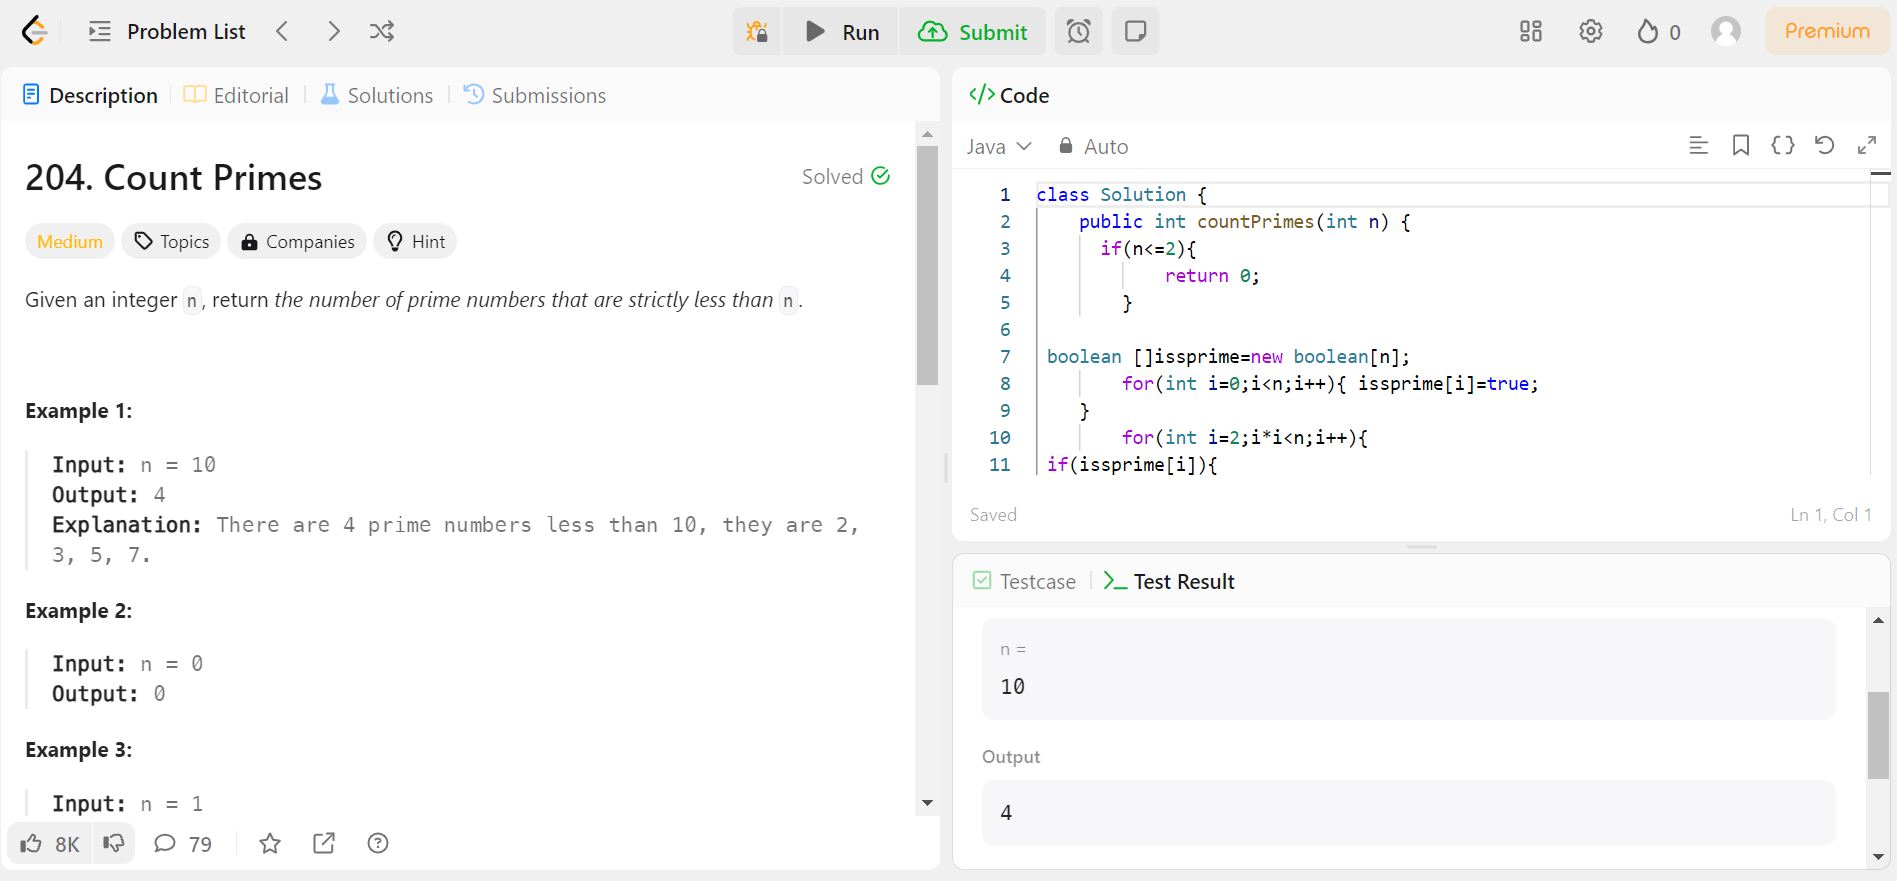 Problem List
Run
Submit
0
Premium
Description
Editorial
Solutions
Submissions
204. Count Primes
Solved
Medium
Topics
Companies
Hint
Given an integer n, return the number of prime numbers that are strictly less than n.
Example 1:
Input: n = 10
Output: 4
Explanation: There are 4 prime numbers less than 10, they are 2,
3, 5, 7.
Example 2:
Input: n = 0
Output: 0
Example 3:
Input: n = 1
8K
79
</> Code
Java
Auto
1 class Solution {
2 public int countPrimes(int n) {
3 if(n<=2){
4 return 0;
5 }
6
7 boolean []issprime=new boolean[n];
8 for(int i=0;i<n;i++){ issprime[i]=true;
9 }
10 for(int i=2;i*i<n;i++){
11 if(issprime[i]){
Saved
Ln 1, Col 1
Testcase
Test Result
n =
10
Output
4